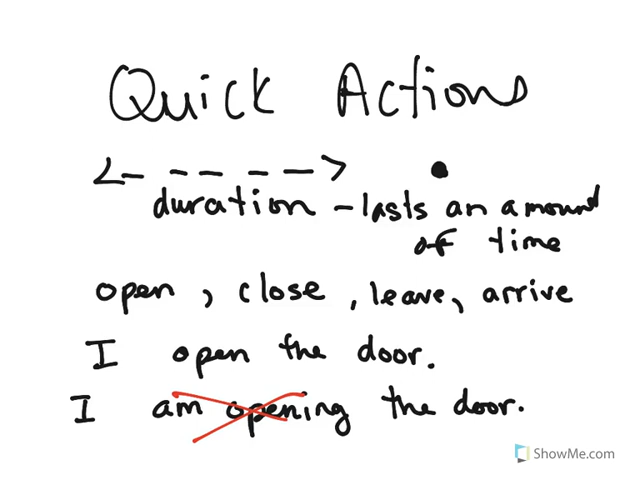 Quick Actions
duration - lasts an amount
of time
open, close, leave, arrive
I open the door.
I am opening the door.
ShowMe.com